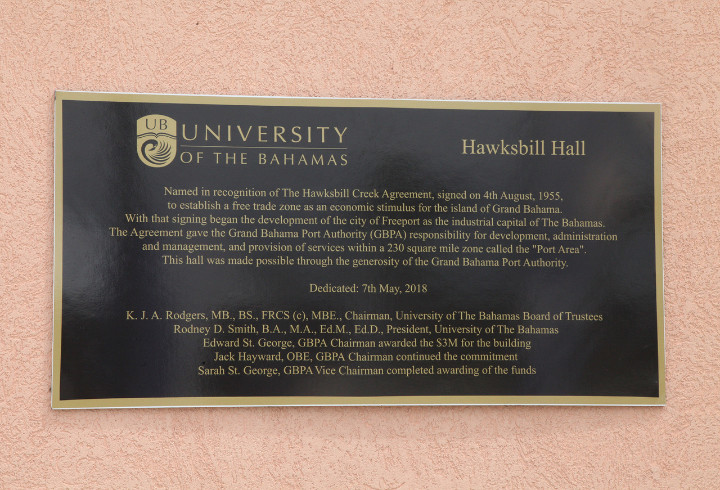 UB
UNIVERSITY
OF THE BAHAMAS
Hawksbill Hall
Named in recognition of The Hawksbill Creek Agreement, signed on 4th August, 1955,
to establish a free trade zone as an economic stimulus for the island of Grand Bahama.
With that signing began the development of the city of Freeport as the industrial capital of The Bahamas.
The Agreement gave the Grand Bahama Port Authority (GBPA) responsibility for development, administration
and management, and provision of services within a 230 square mile zone called the "Port Area".
This hall was made possible through the generosity of the Grand Bahama Port Authority.
Dedicated: 7th May, 2018
K. J. A. Rodgers, MB., BS., FRCS (c), MBE., Chairman, University of The Bahamas Board of Trustees
Rodney D. Smith, B.A., M.A., Ed.M., Ed.D., President, University of The Bahamas
Edward St. George, GBPA Chairman awarded the $3M for the building
Jack Hayward, OBE, GBPA Chairman continued the commitment
Sarah St. George, GBPA Vice Chairman completed awarding of the funds